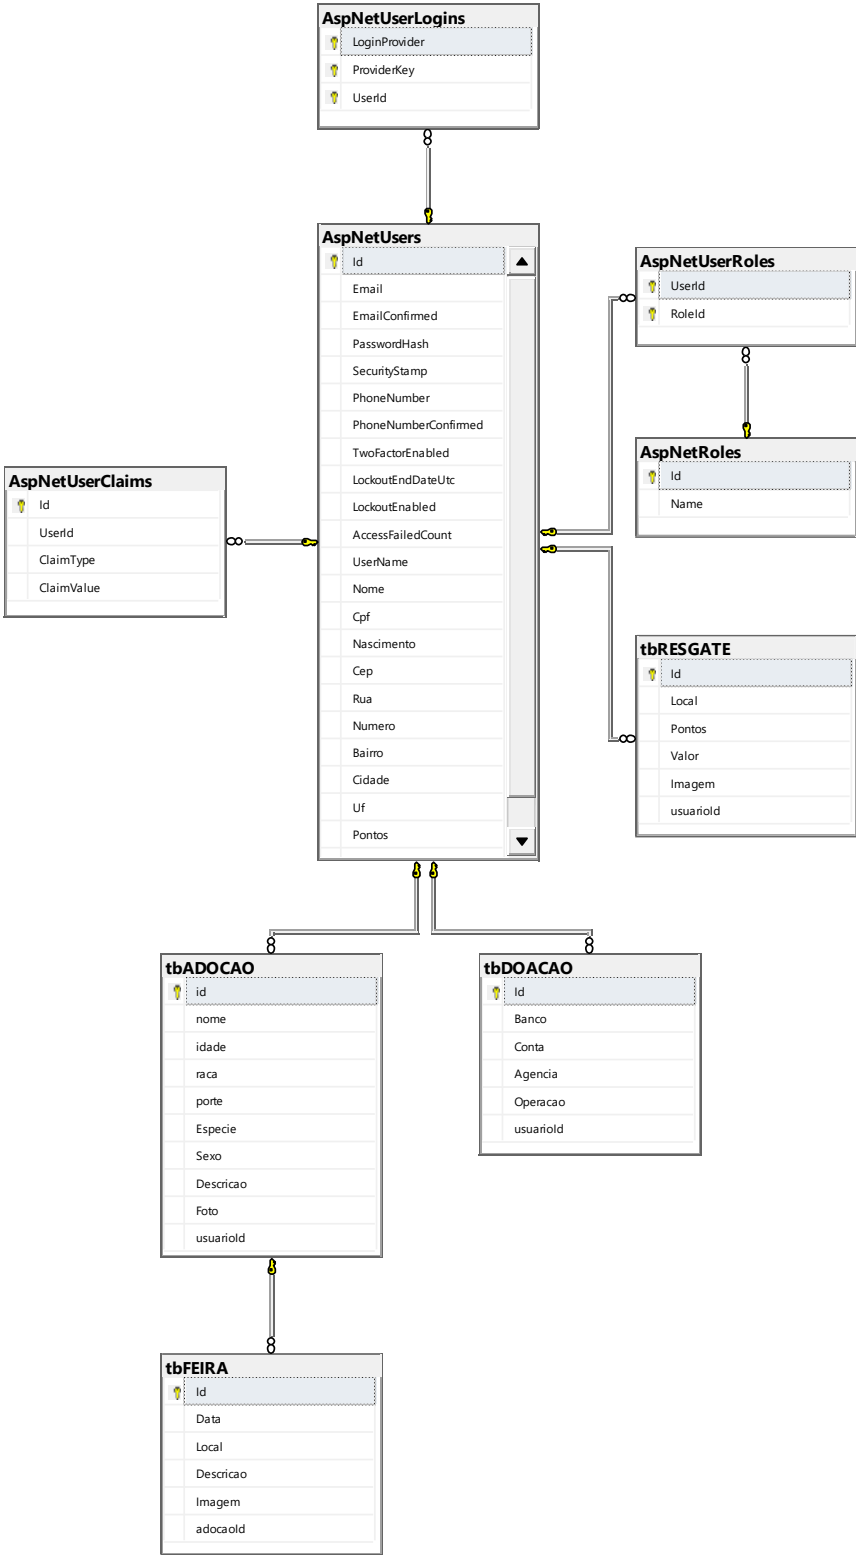 AspNetUserLogins
LoginProvider
ProviderKey
UserId
AspNetUsers
Id
Email
EmailConfirmed
PasswordHash
SecurityStamp
PhoneNumber
PhoneNumberConfirmed
TwoFactorEnabled
LockoutEndDateUtc
LockoutEnabled
AccessFailedCount
UserName
Nome
Cpf
Nascimento
Cep
Rua
Numero
Bairro
Cidade
Uf
Pontos
AspNetUserRoles
UserId
RoleId
AspNetRoles
Id
Name
AspNetUserClaims
Id
UserId
ClaimType
ClaimValue
tbRESGATE
Id
Local
Pontos
Valor
Imagem
usuarioId
tbADOCAO
id
nome
idade
raca
porte
Especie
Sexo
Descricao
Foto
usuarioId
tbDOACAO
Id
Banco
Conta
Agencia
Operacao
usuarioId
tbFEIRA
Id
Data
Local
Descricao
Imagem
adocaoId